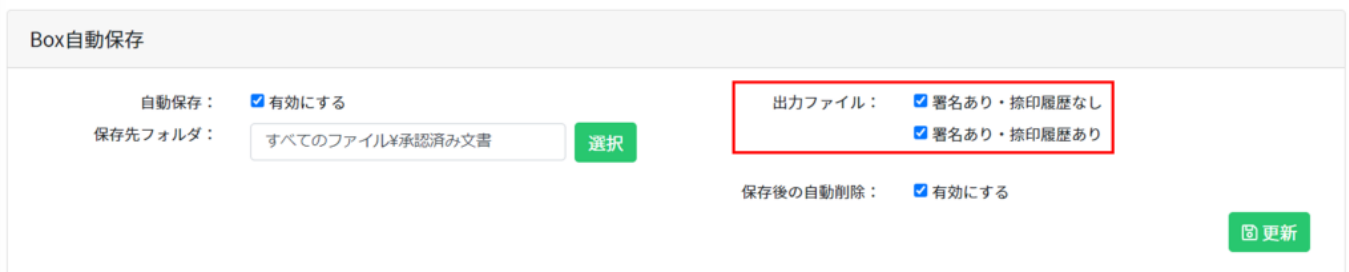 Box自動保存
自動保存：
有効にする
保存先フォルダ：
すべてのファイル¥承認済み文書
選択
出力ファイル：
署名あり・捺印履歴なし
署名あり・捺印履歴あり
保存後の自動削除：
有効にする
更新